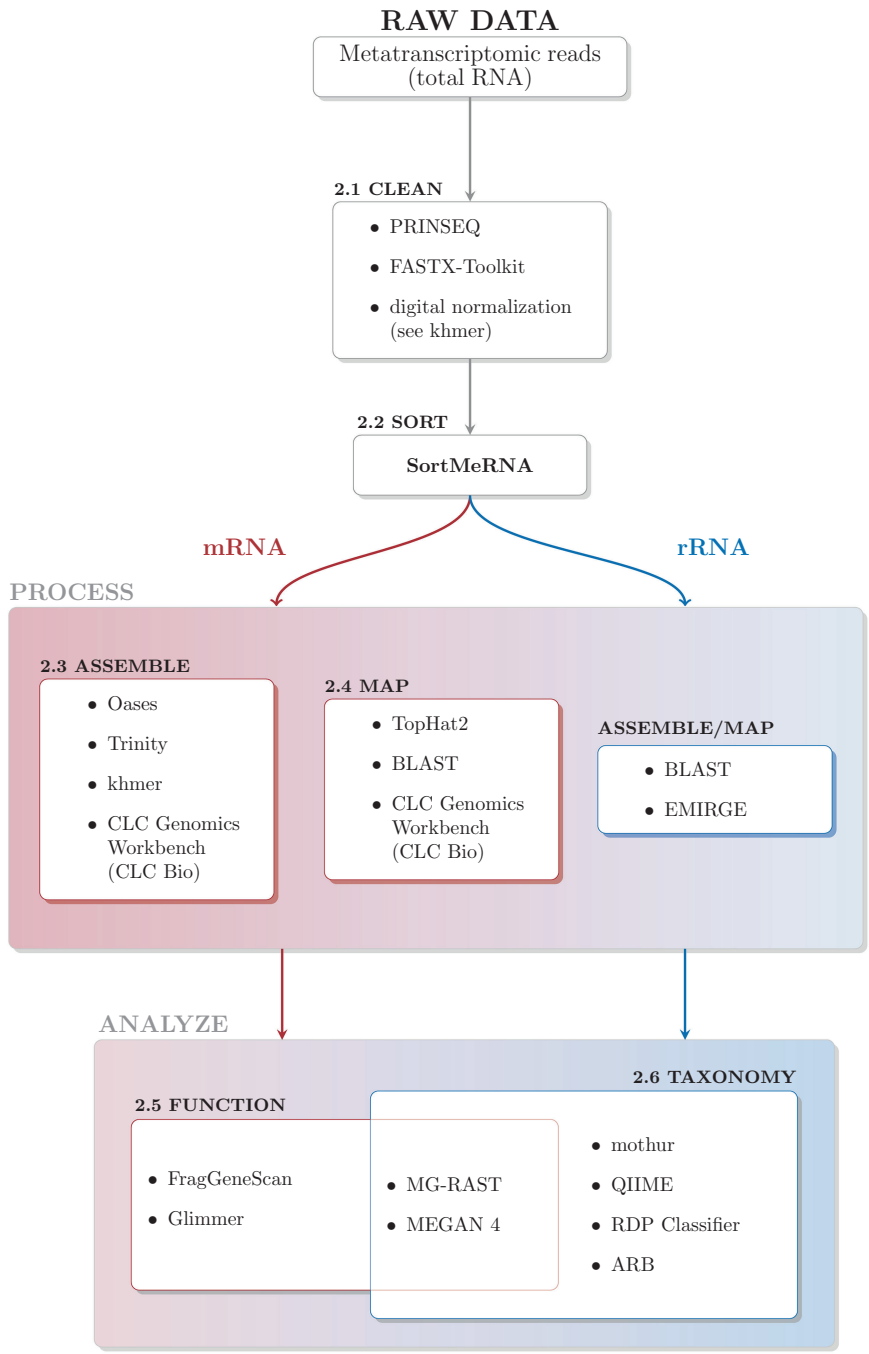 RAW DATA
Metatranscriptomic reads
(total RNA)
2.1 CLEAN
• PRINSEQ
• FASTX-Toolkit
• digital normalization
(see khmer)
2.2 SORT
SortMeRNA
mRNA
rRNA
PROCESS
2.3 ASSEMBLE
• Oases
• Trinity
• khmer
• CLC Genomics
Workbench
(CLC Bio)
2.4 MAP
• TopHat2
• BLAST
• CLC Genomics
Workbench
(CLC Bio)
ASSEMBLE/MAP
• BLAST
• EMIRGE
ANALYZE
2.5 FUNCTION
• FragGeneScan
• Glimmer
• MG-RAST
• MEGAN 4
2.6 TAXONOMY
• mothur
• QIIME
• RDP Classifier
• ARB